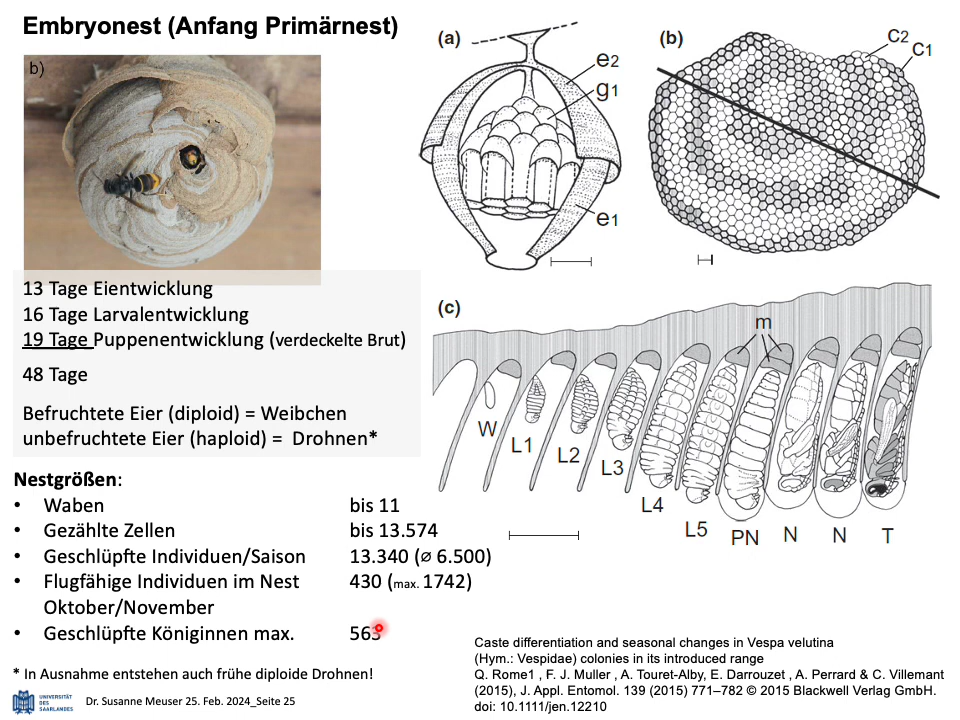 Embryonest (Anfang Primärnest)
b)
13 Tage Eientwicklung
16 Tage Larvalentwicklung
19 Tage Puppenentwicklung (verdeckelte Brut)
48 Tage
Befruchtete Eier (diploid) = Weibchen
unbefruchtete Eier (haploid) = Drohnen*
Nestgrößen:
• Waben bis 11
• Gezählte Zellen bis 13.574
• Geschlüpfte Individuen/Saison 13.340 (ø 6.500)
• Flugfähige Individuen im Nest 430 (max. 1742)
Oktober/November
• Geschlüpfte Königinnen max. 563
* In Ausnahme entstehen auch frühe diploide Drohnen!
UNIVERSITÄT
DES
SAARLANDES
Dr. Susanne Meuser 25. Feb. 2024_Seite 25
(a)
e2
g1
e1
(b)
c2
c1
(c)
m
W
L1
L2
L3
L4
L5
PN
N
N
T
Caste differentiation and seasonal changes in Vespa velutina
(Hym.: Vespidae) colonies in its introduced range
Q. Rome1 , F. J. Muller , A. Touret-Alby, E. Darrouzet , A. Perrard & C. Villemant
(2015), J. Appl. Entomol. 139 (2015) 771–782 © 2015 Blackwell Verlag GmbH.
doi: 10.1111/jen.12210